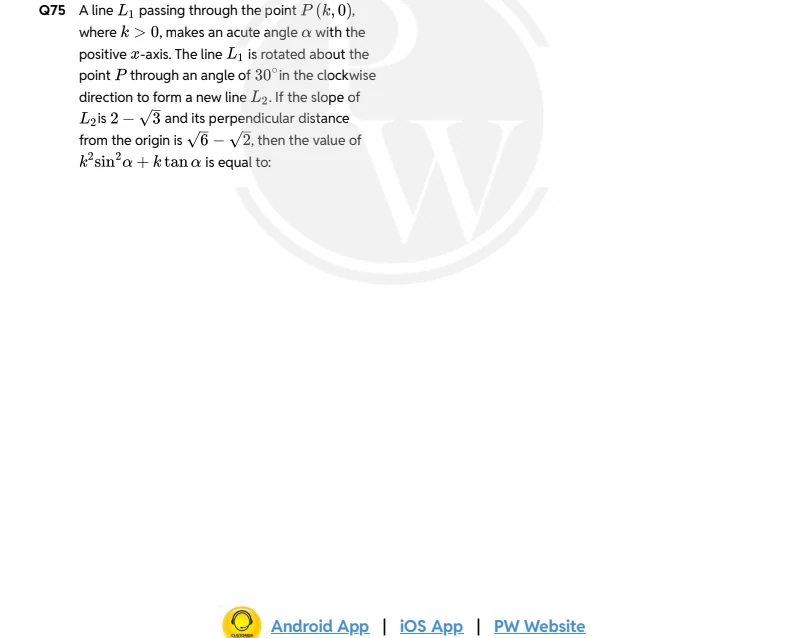 Q75 A line L₁ passing through the point P (k, 0),
where k > 0, makes an acute angle α with the
positive x-axis. The line L₁ is rotated about the
point P through an angle of 30° in the clockwise
direction to form a new line L₂. If the slope of
L₂ is 2 − √3 and its perpendicular distance
from the origin is √6 − √2, then the value of
k² sin² α + k tan α is equal to:
P
W
CUSTOMER
Android App | iOS App | PW Website